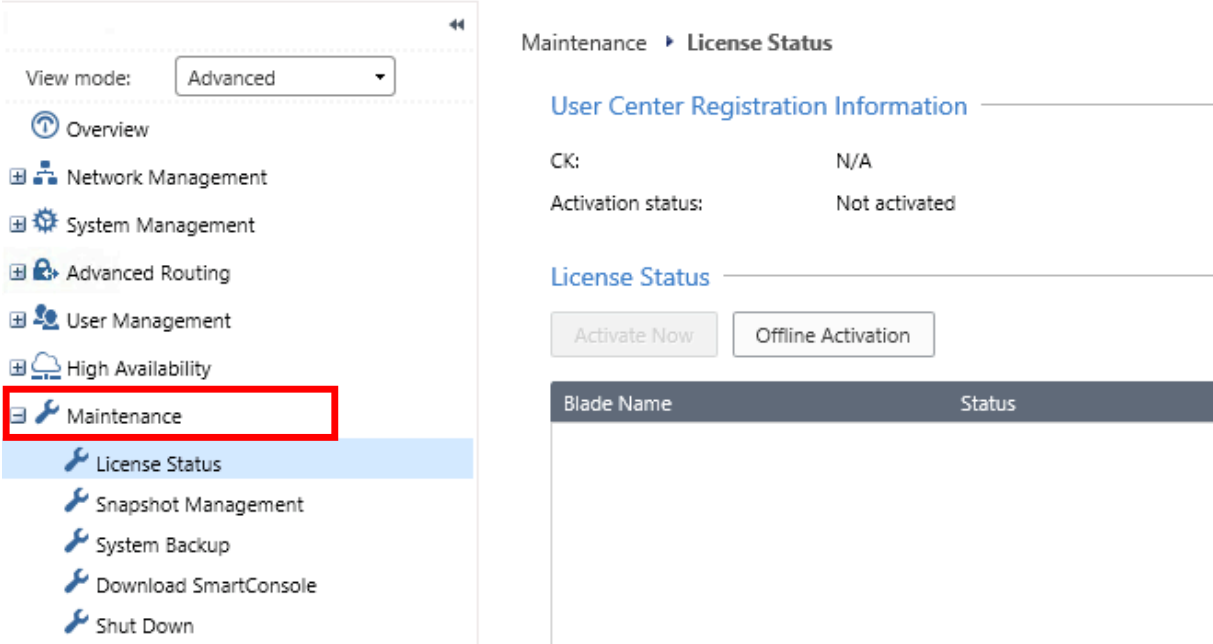 View mode:
Advanced
Overview
Network Management
System Management
Advanced Routing
User Management
High Availability
Maintenance
License Status
Snapshot Management
System Backup
Download SmartConsole
Shut Down
Maintenance License Status
User Center Registration Information
CK: N/A
Activation status: Not activated
License Status
Activate Now
Offline Activation
Blade Name Status